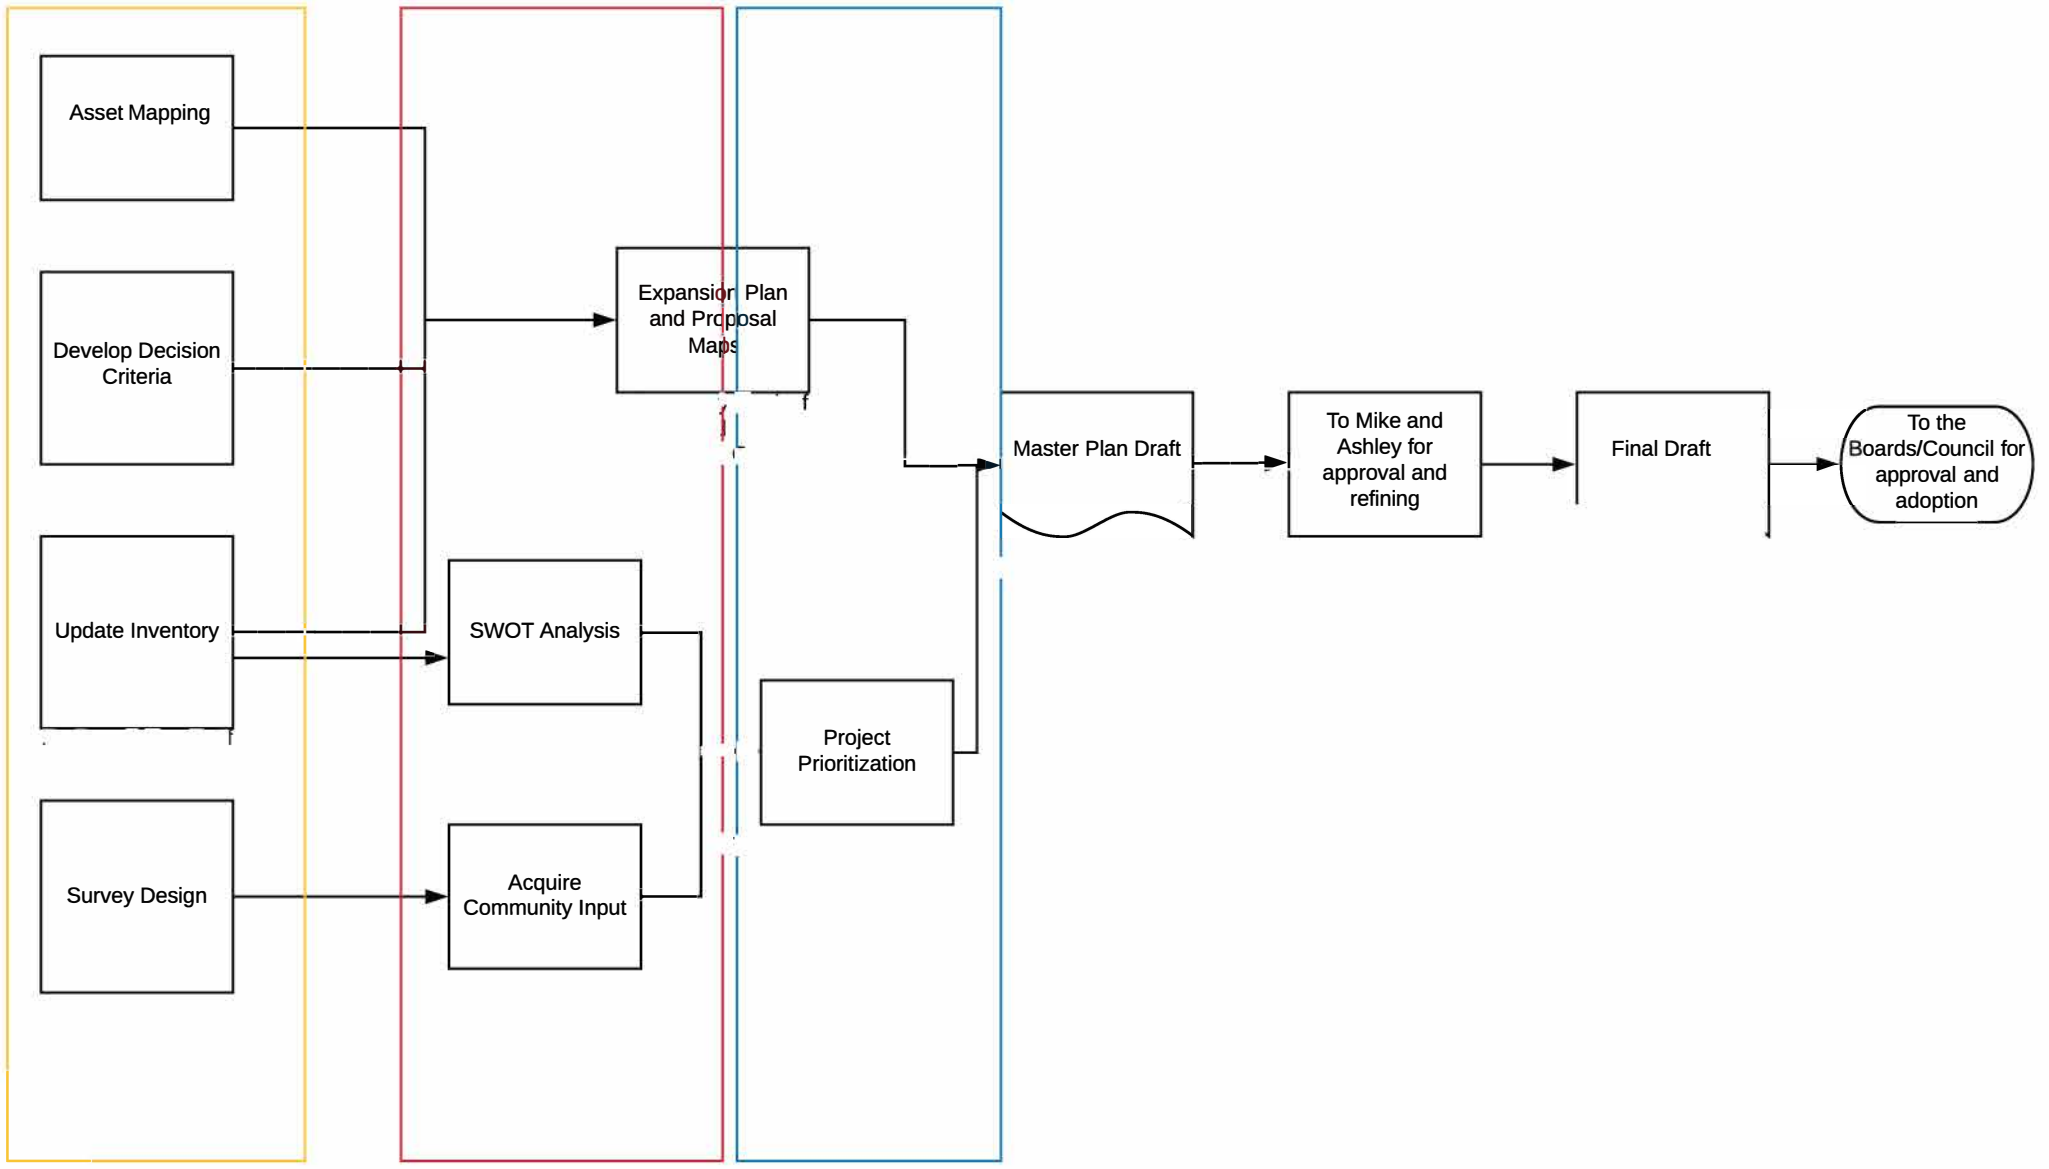 Asset Mapping
Develop Decision
Criteria
Update Inventory
Survey Design
Expansion Plan
and Proposal
Maps
SWOT Analysis
Acquire
Community Input
Project
Prioritization
Master Plan Draft
To Mike and
Ashley for
approval and
refining
Final Draft
To the
Boards/Council for
approval and
adoption